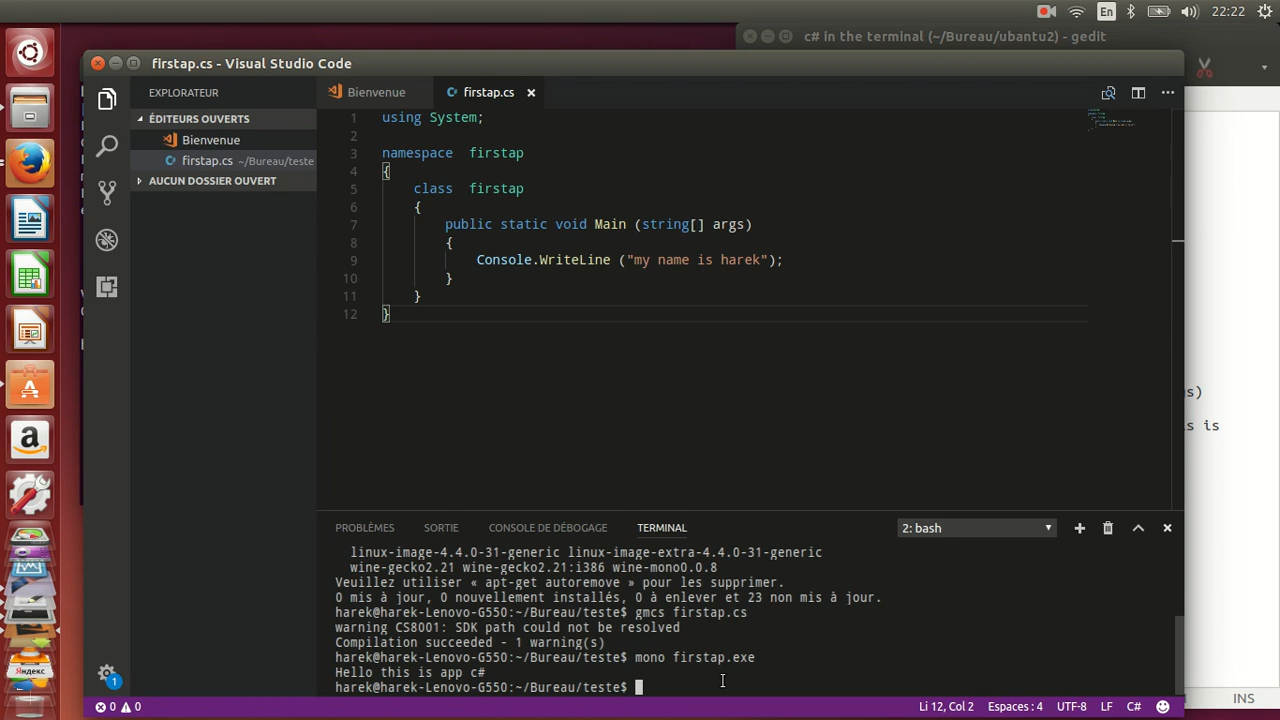 En 22:22
c# in the terminal (~/Bureau/ubantu2) - gedit
firstap.cs - Visual Studio Code
EXPLORATEUR
Bienvenue
firstap.cs
ÉDITEURS OUVERTS
Bienvenue
firstap.cs ~/Bureau/teste
AUCUN DOSSIER OUVERT
1 using System;
2
3 namespace  firstap
4 {
5 class  firstap
6 {
7 public static void Main (string[] args)
8 {
9 Console.WriteLine ("my name is harek");
10 }
11 }
12 }
s)
s is
PROBLÈMES SORTIE CONSOLE DE DÉBOGAGE TERMINAL 2: bash
linux-image-4.4.0-31-generic linux-image-extra-4.4.0-31-generic
wine-gecko2.21 wine-gecko2.21:i386 wine-mono0.0.8
Veuillez utiliser « apt-get autoremove » pour les supprimer.
0 mis à jour, 0 nouvellement installés, 0 à enlever et 23 non mis à jour.
harek@harek-Lenovo-G550:~/Bureau/teste$ gmcs firstap.cs
warning CS8001: SDK path could not be resolved
Compilation succeeded - 1 warning(s)
harek@harek-Lenovo-G550:~/Bureau/teste$ mono firstap.exe
Hello this is app c#
harek@harek-Lenovo-G550:~/Bureau/teste$
1
0 0 Li 12, Col 2 Espaces : 4 UTF-8 LF C#
INS
Яндекс